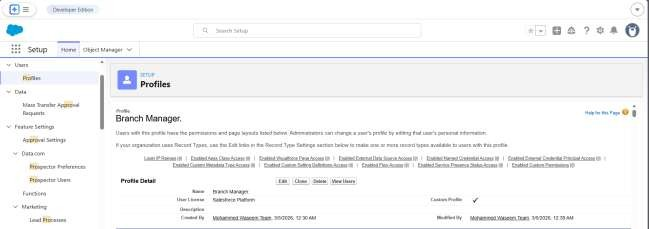 Developer Edition
Search Setup
Setup
Home
Object Manager
Users
Profiles
Data
Mass Transfer Approval
Requests
Feature Settings
Approval Settings
Data.com
Prospector Preferences
Prospector Users
Functions
Marketing
Lead Processes
SETUP
Profiles
Profile
Branch Manager.
Help for this Page
Users with this profile have the permissions and page layouts listed below. Administrators can change a user's profile by editing that user's personal information.
If your organization uses Record Types, use the Edit links in the Record Type Settings section below to make one or more record types available to users with this profile.
Login IP Ranges [0] | Enabled Apex Class Access [0] | Enabled Visualforce Page Access [0] | Enabled External Data Source Access [0] | Enabled Named Credential Access [0] | Enabled External Credential Principal Access [0] |
Enabled Custom Metadata Type Access [0] | Enabled Custom Setting Definitions Access [0] | Enabled Flow Access [0] | Enabled Service Presence Status Access [0] | Enabled Custom Permissions [0]
Profile Detail
Edit Clone Delete View Users
Name Branch Manager.
User License Salesforce Platform Custom Profile
Description
Created By Mohammed Waseem Team, 3/5/2026, 12:30 AM Modified By Mohammed Waseem Team, 3/5/2026, 12:35 AM